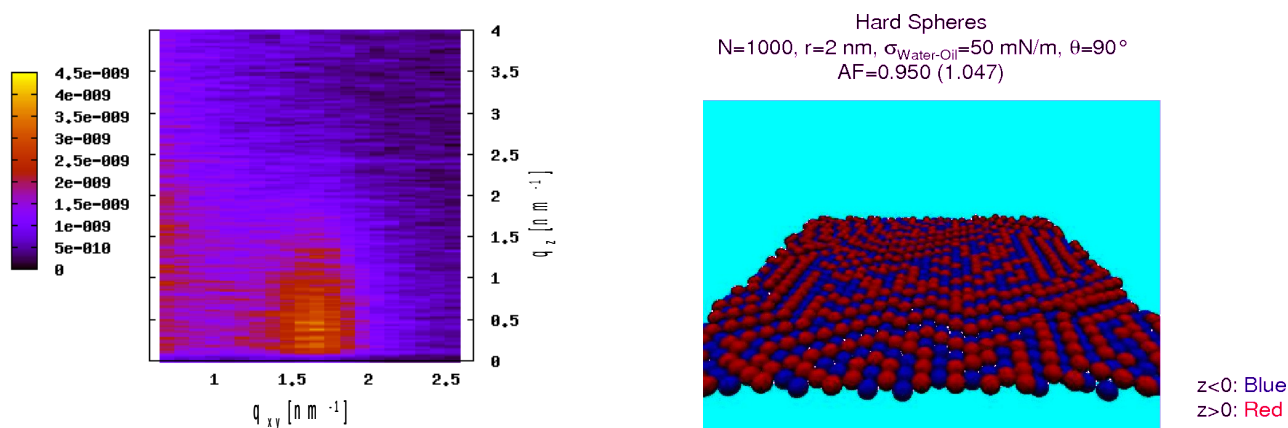 4.5e-009
4e-009
3.5e-009
3e-009
2.5e-009
2e-009
1.5e-009
1e-009
5e-010
0
4
3.5
3
2.5
2
1.5
1
0.5
0
q z [n m -1]
1
1.5
2
2.5
q xy [n m -1]
Hard Spheres
N=1000, r=2 nm, σWater-Oil=50 mN/m, θ=90°
AF=0.950 (1.047)
z<0: Blue
z>0: Red